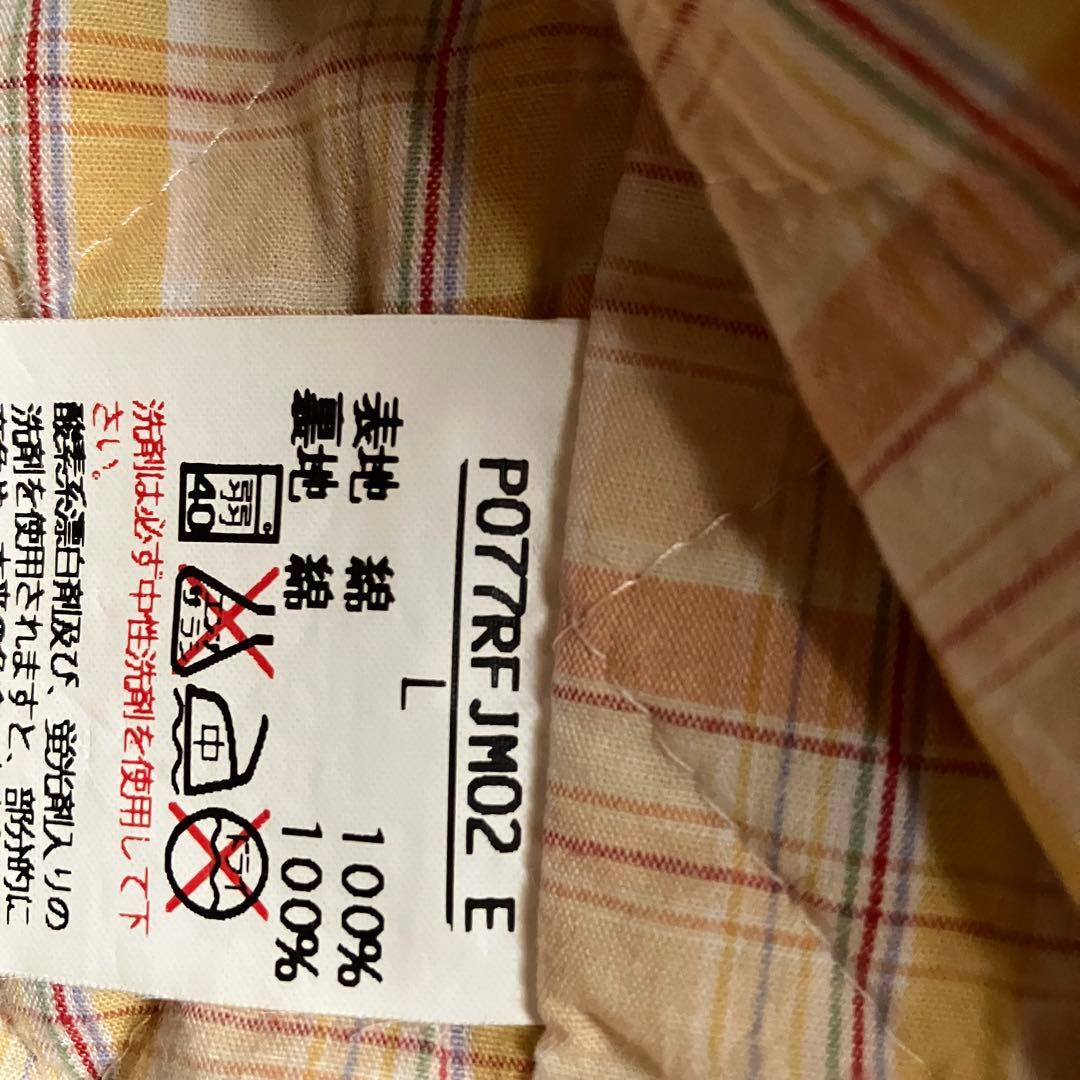 P077RFJM02 E
L
表地 綿 100%
裏地 綿 100%
弱
40°
中
ドライ
洗剤は必ず中性洗剤を使用して下
さい。
酸素系漂白剤及び、蛍光剤入りの
洗剤を使用されますと、部分的に